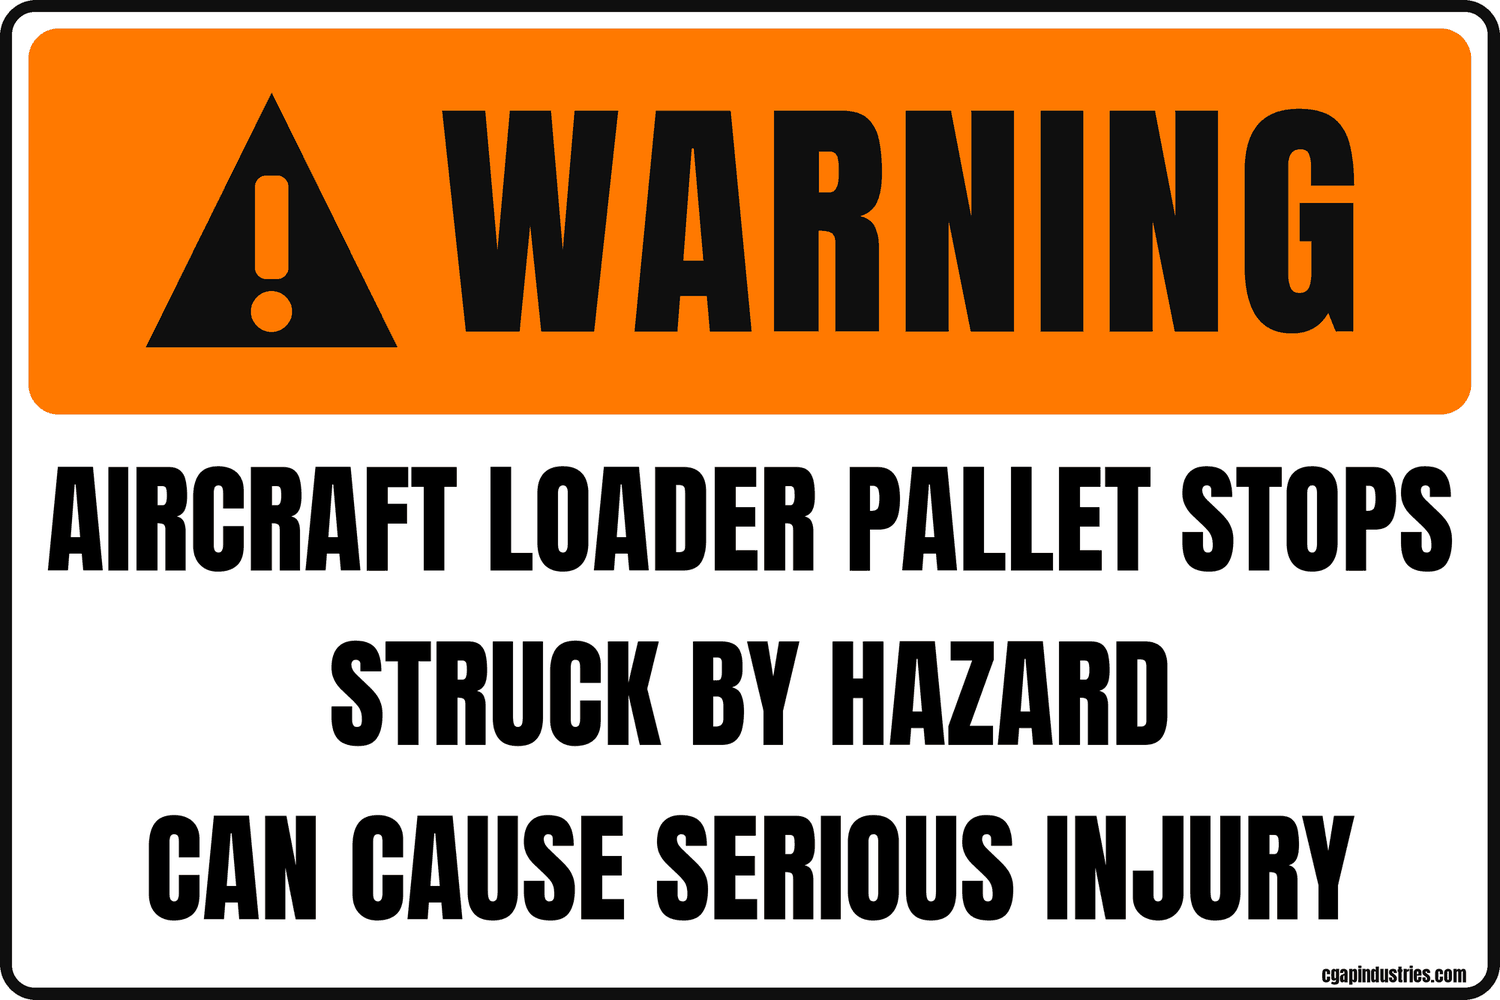 WARNING
AIRCRAFT LOADER PALLET STOPS
STRUCK BY HAZARD
CAN CAUSE SERIOUS INJURY
cgapindustries.com